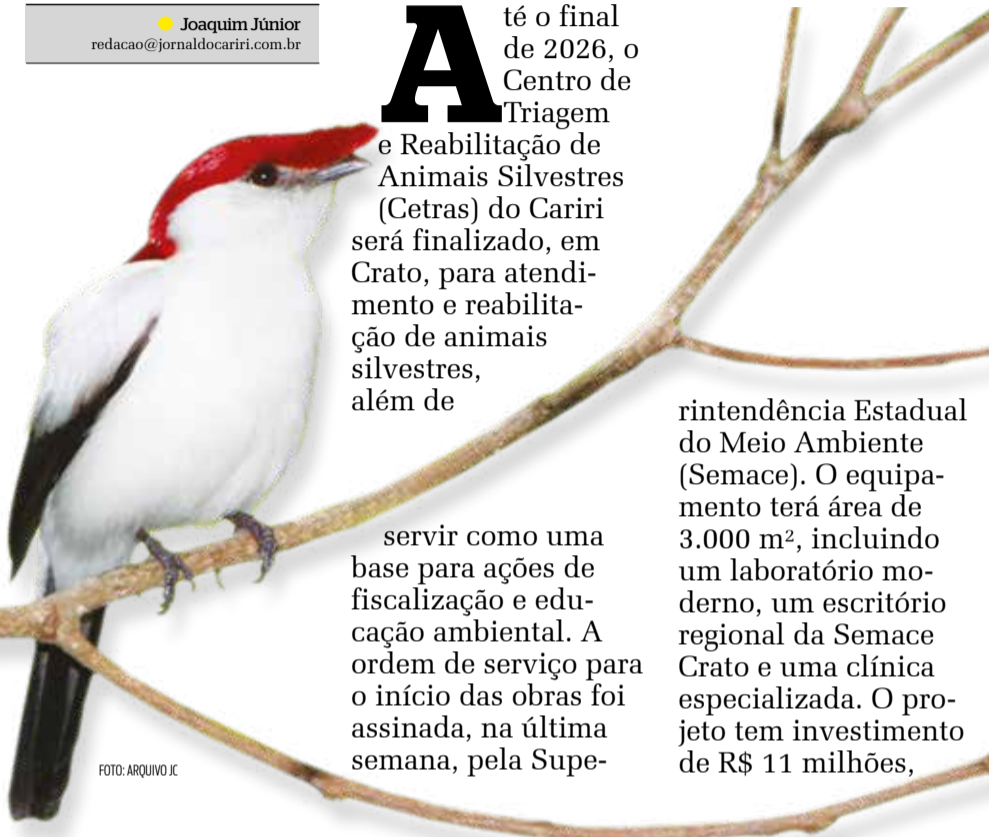 Joaquim Júnior
redacao@jornaldocariri.com.br
Até o final
de 2026, o
Centro de
Triagem
e Reabilitação de
Animais Silvestres
(Cetras) do Cariri
será finalizado, em
Crato, para atendi-
mento e reabilita-
ção de animais
silvestres,
além de
servir como uma
base para ações de
fiscalização e edu-
cação ambiental. A
ordem de serviço para
o início das obras foi
assinada, na última
semana, pela Supe-
rintendência Estadual
do Meio Ambiente
(Semace). O equipa-
mento terá área de
3.000 m², incluindo
um laboratório mo-
derno, um escritório
regional da Semace
Crato e uma clínica
especializada. O pro-
jeto tem investimento
de R$ 11 milhões,
FOTO: ARQUIVO JC